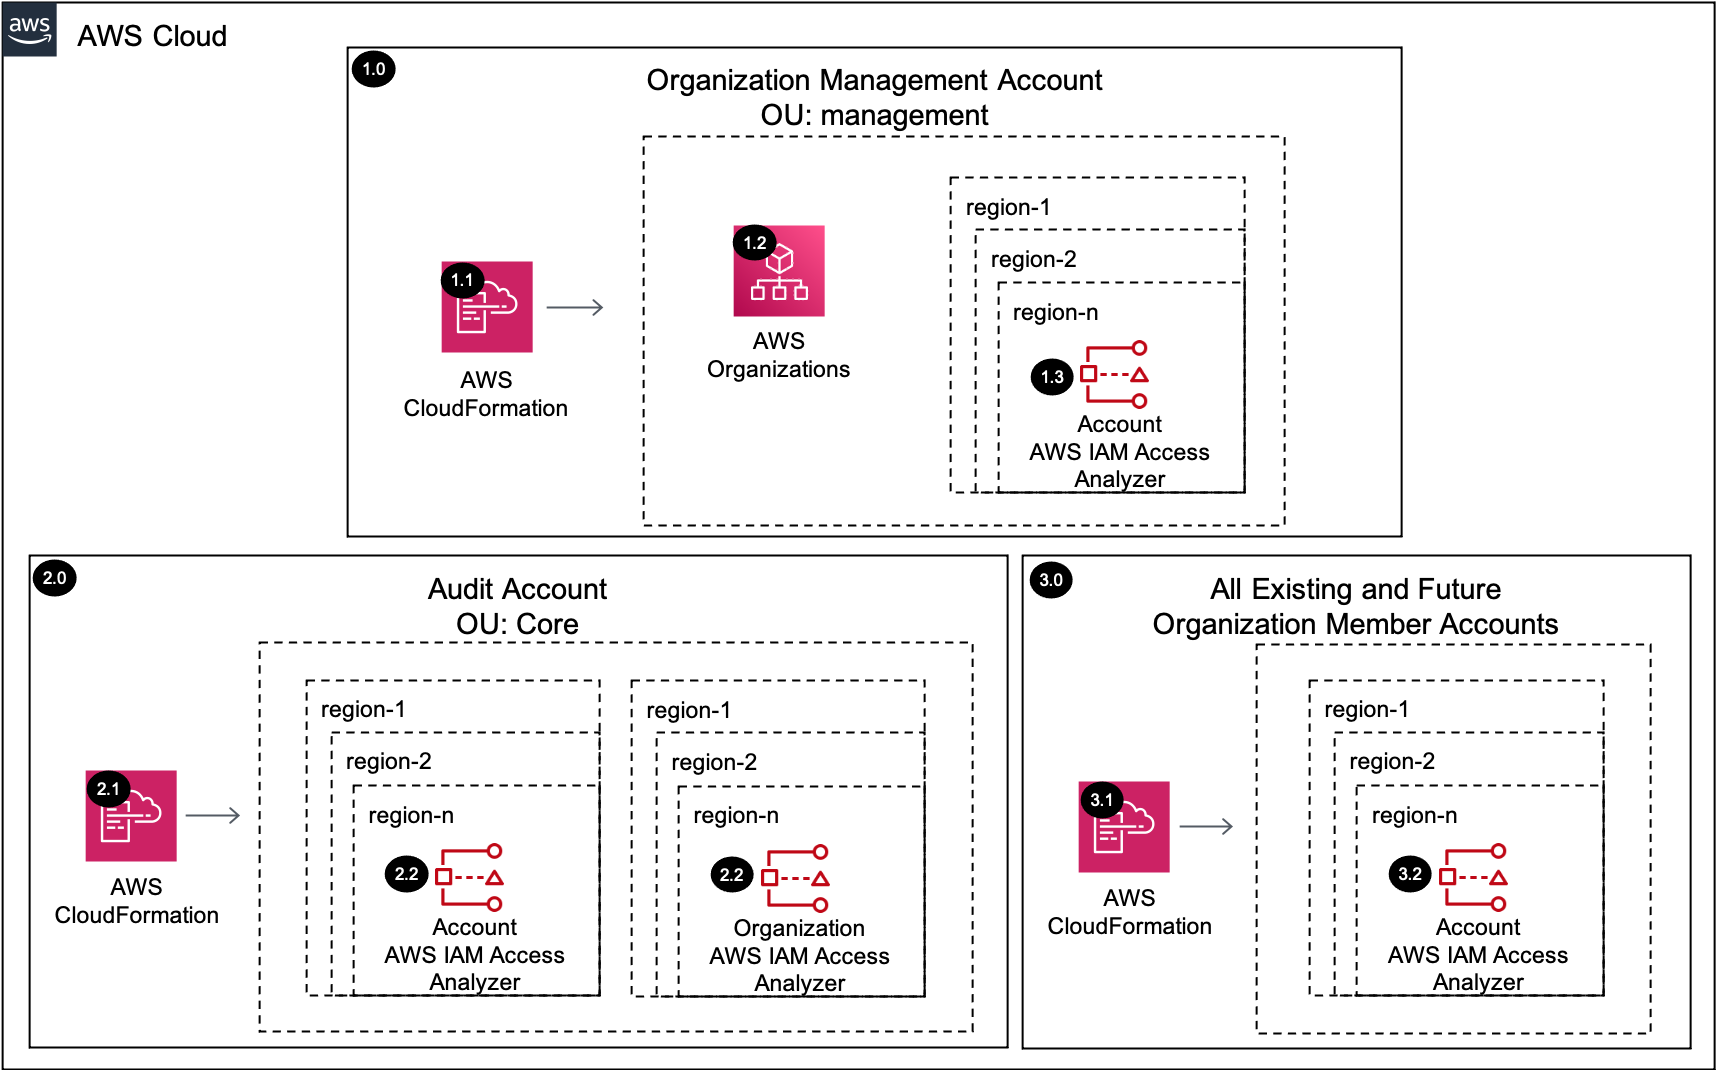 aws
AWS Cloud
1.0
Organization Management Account
OU: management
1.1
AWS
CloudFormation
1.2
AWS
Organizations
region-1
region-2
region-n
1.3
Account
AWS IAM Access
Analyzer
2.0
Audit Account
OU: Core
2.1
AWS
CloudFormation
region-1
region-2
region-n
2.2
Account
AWS IAM Access
Analyzer
region-1
region-2
region-n
2.2
Organization
AWS IAM Access
Analyzer
3.0
All Existing and Future
Organization Member Accounts
3.1
AWS
CloudFormation
region-1
region-2
region-n
3.2
Account
AWS IAM Access
Analyzer